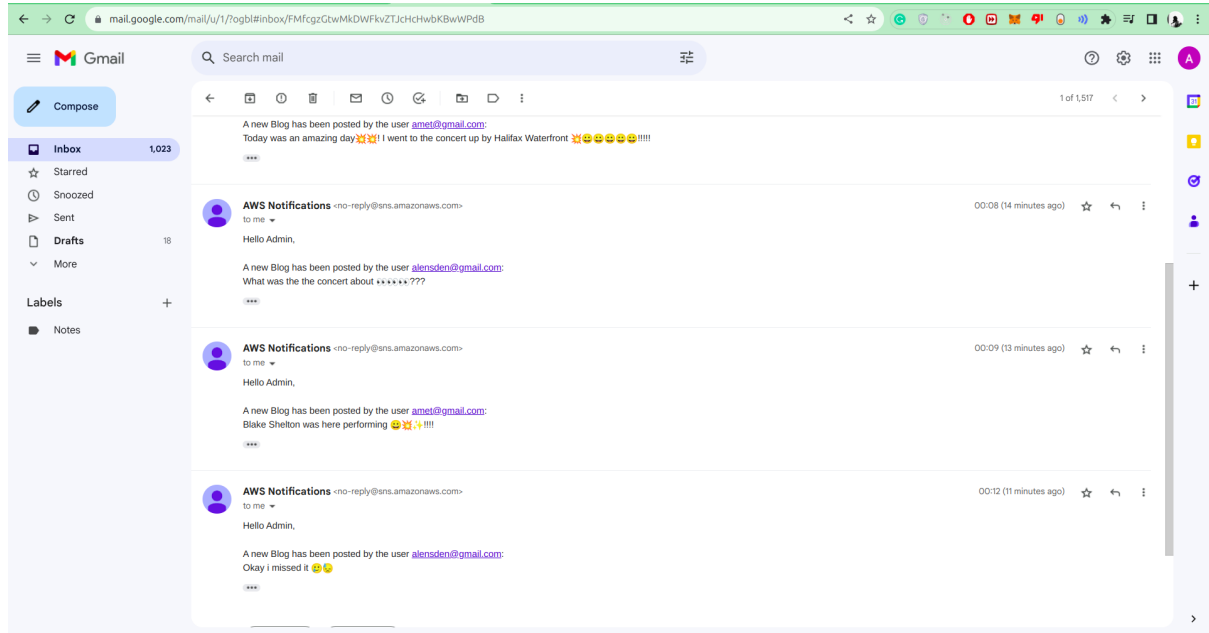 mail.google.com/mail/u/1/?ogbl#inbox/FMfcgzGtwMkDWFkvZTJcHcHwbKBwWPdB
Gmail
Search mail
A
Compose
1 of 1,517
31
A new Blog has been posted by the user amet@gmail.com:
Today was an amazing day💥💥! I went to the concert up by Halifax Waterfront 💥😀😀😀😀😀!!!!!
Inbox 1,023
Starred
Snoozed
Sent
Drafts 18
More
Labels
Notes
AWS Notifications <no-reply@sns.amazonaws.com> 00:08 (14 minutes ago)
to me
Hello Admin,
A new Blog has been posted by the user alensden@gmail.com:
What was the the concert about 👀👀👀???
AWS Notifications <no-reply@sns.amazonaws.com> 00:09 (13 minutes ago)
to me
Hello Admin,
A new Blog has been posted by the user amet@gmail.com:
Blake Shelton was here performing 😀💥✨!!!!
AWS Notifications <no-reply@sns.amazonaws.com> 00:12 (11 minutes ago)
to me
Hello Admin,
A new Blog has been posted by the user alensden@gmail.com:
Okay i missed it 🥲😓